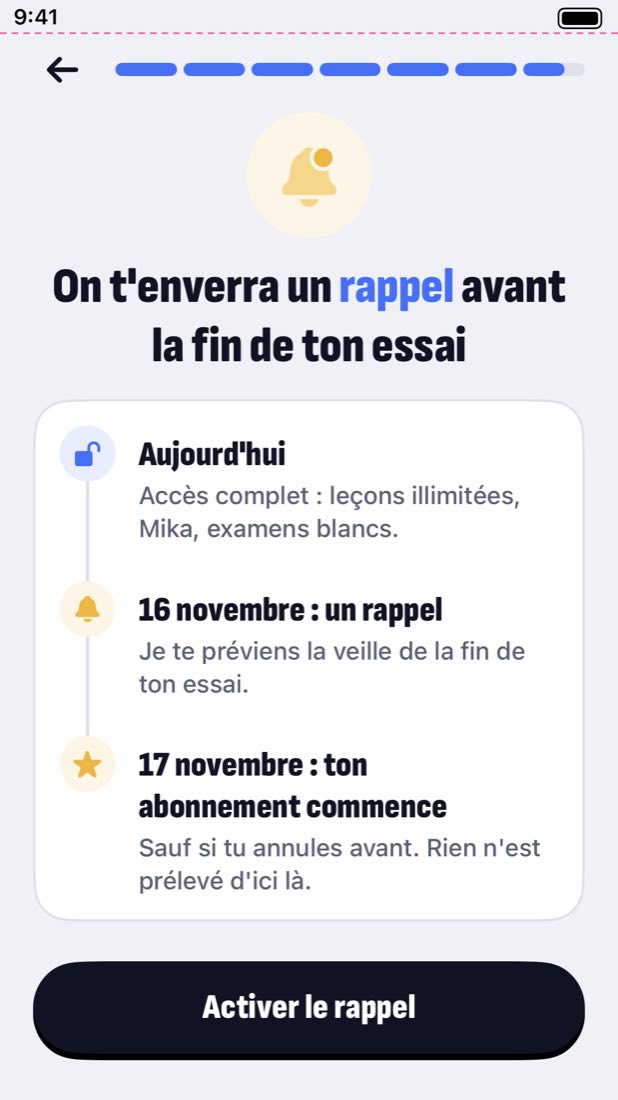 9:41
On t'enverra un rappel avant
la fin de ton essai
Aujourd'hui
Accès complet : leçons illimitées,
Mika, examens blancs.
16 novembre : un rappel
Je te préviens la veille de la fin de
ton essai.
17 novembre : ton
abonnement commence
Sauf si tu annules avant. Rien n'est
prélevé d'ici là.
Activer le rappel